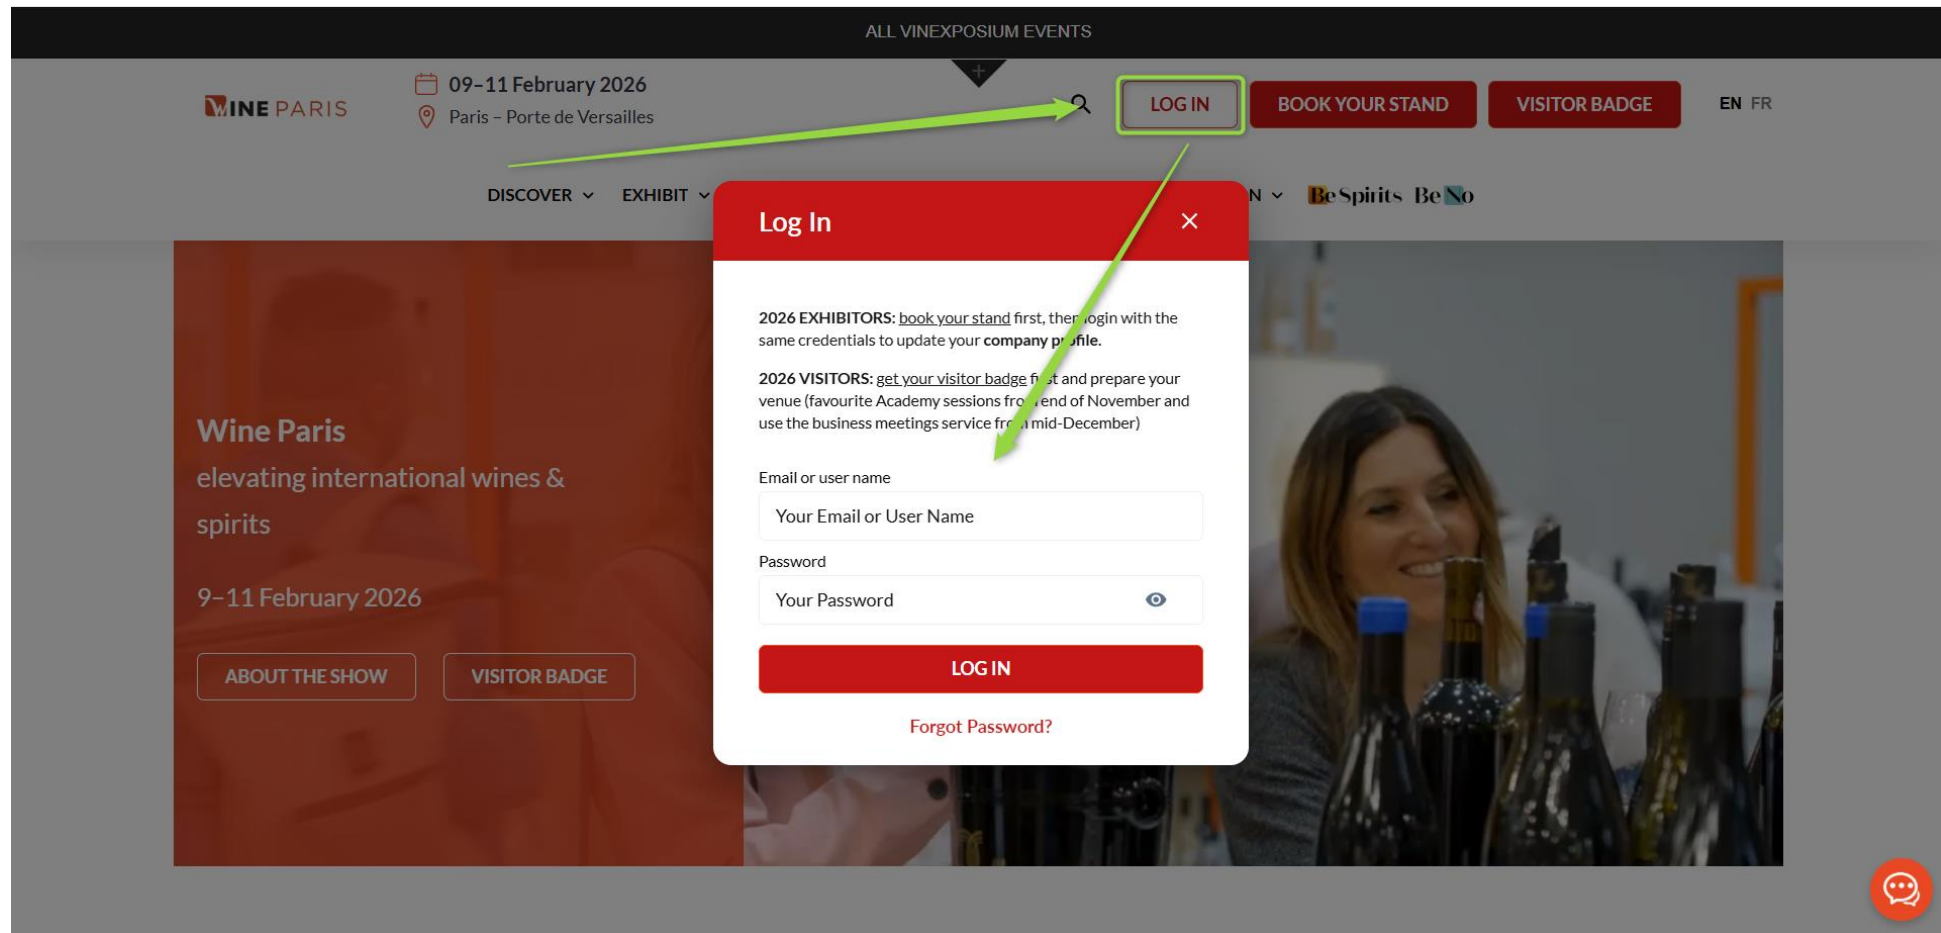 ALL VINEXPOSIUM EVENTS
WINE PARIS
09–11 February 2026
Paris – Porte de Versailles
LOG IN
BOOK YOUR STAND
VISITOR BADGE
EN FR
DISCOVER
EXHIBIT
N
Be Spirits
Be No
Log In
2026 EXHIBITORS: book your stand first, then login with the
same credentials to update your company profile.
2026 VISITORS: get your visitor badge first and prepare your
venue (favourite Academy sessions from end of November and
use the business meetings service from mid-December)
Email or user name
Your Email or User Name
Password
Your Password
LOG IN
Forgot Password?
Wine Paris
elevating international wines &
spirits
9–11 February 2026
ABOUT THE SHOW
VISITOR BADGE